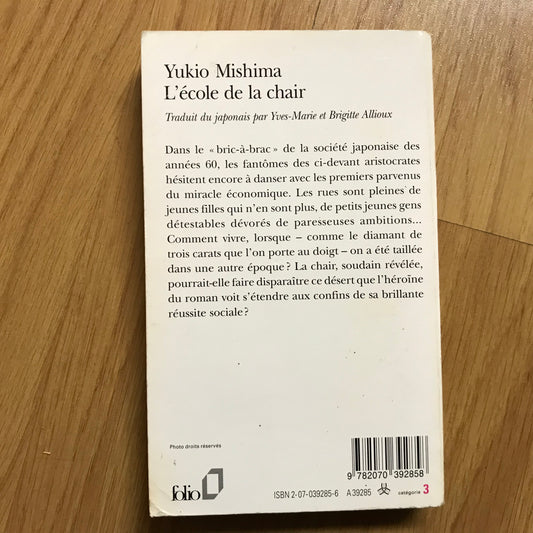 Yukio Mishima
L'école de la chair
Traduit du japonais par Yves-Marie et Brigitte Allioux
Dans le « bric-à-brac » de la société japonaise des
années 60, les fantômes des ci-devant aristocrates
hésitent encore à danser avec les premiers parvenus
du miracle économique. Les rues sont pleines de
jeunes filles qui n'en sont plus, de petits jeunes gens
détestables dévorés de paresseuses ambitions...
Comment vivre, lorsque – comme le diamant de
trois carats que l'on porte au doigt – on a été taillée
dans une autre époque ? La chair, soudain révélée,
pourrait-elle faire disparaître ce désert que l'héroïne
du roman voit s'étendre aux confins de sa brillante
réussite sociale ?
Photo droits réservés
9 782070 392858
folio
ISBN 2-07-039285-6 A 39285 catégorie 3